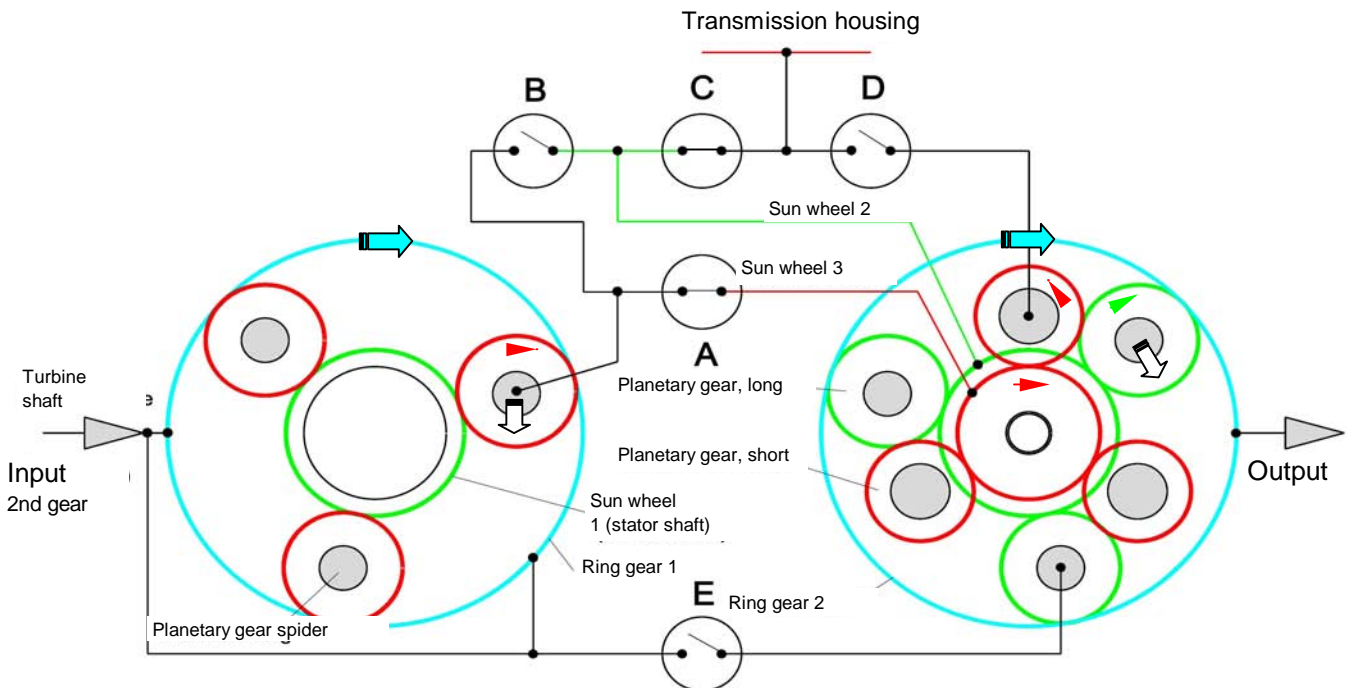 Transmission housing
B
C
D
Sun wheel 2
Sun wheel 3
A
Turbine
shaft
e
Input
2nd gear
Planetary gear, long
Planetary gear, short
Output
Sun wheel
1 (stator shaft)
Ring gear 1
E
Ring gear 2
Planetary gear spider